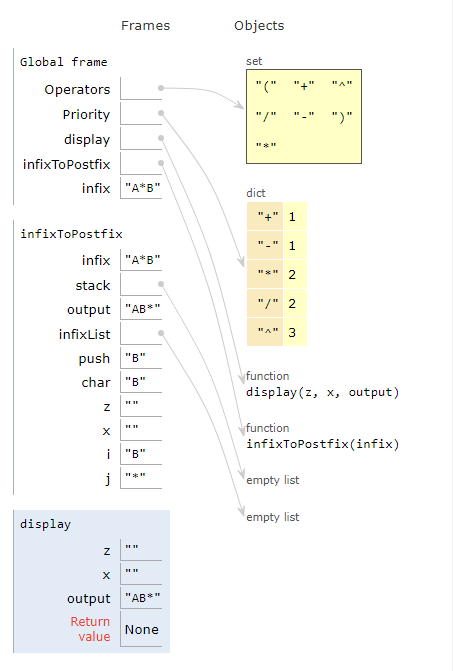 Frames
Objects
Global frame
Operators
Priority
display
infixToPostfix
infix "A*B"
infixToPostfix
infix "A*B"
stack
output "AB*"
infixList
push "B"
char "B"
z ""
x ""
i "B"
j "*"
display
z ""
x ""
output "AB*"
Return
value None
set
"(" "+" "^"
"/" "-" ")"
"*"
dict
"+" 1
"-" 1
"*" 2
"/" 2
"^" 3
function
display(z, x, output)
function
infixToPostfix(infix)
empty list
empty list